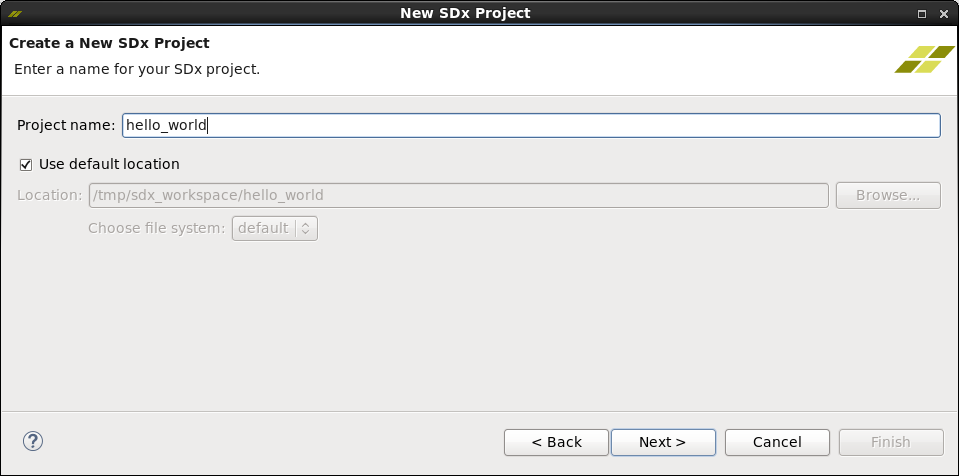 New SDx Project
Create a New SDx Project
Enter a name for your SDx project.
Project name: hello_world
Use default location
Location: /tmp/sdx_workspace/hello_world Browse...
Choose file system: default
? < Back Next > Cancel Finish